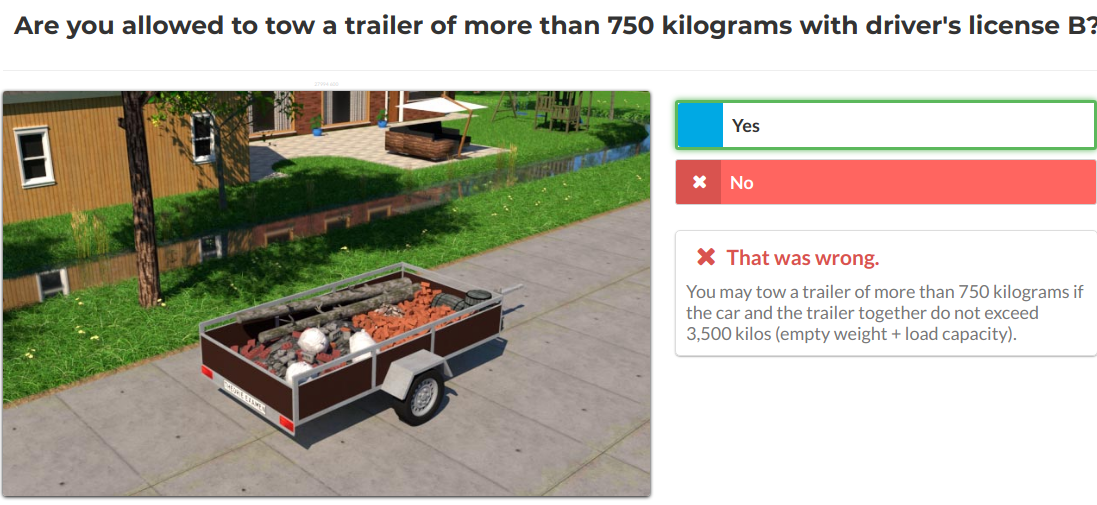 Are you allowed to tow a trailer of more than 750 kilograms with driver's license B?
Yes
No
That was wrong.
You may tow a trailer of more than 750 kilograms if
the car and the trailer together do not exceed
3,500 kilos (empty weight + load capacity).